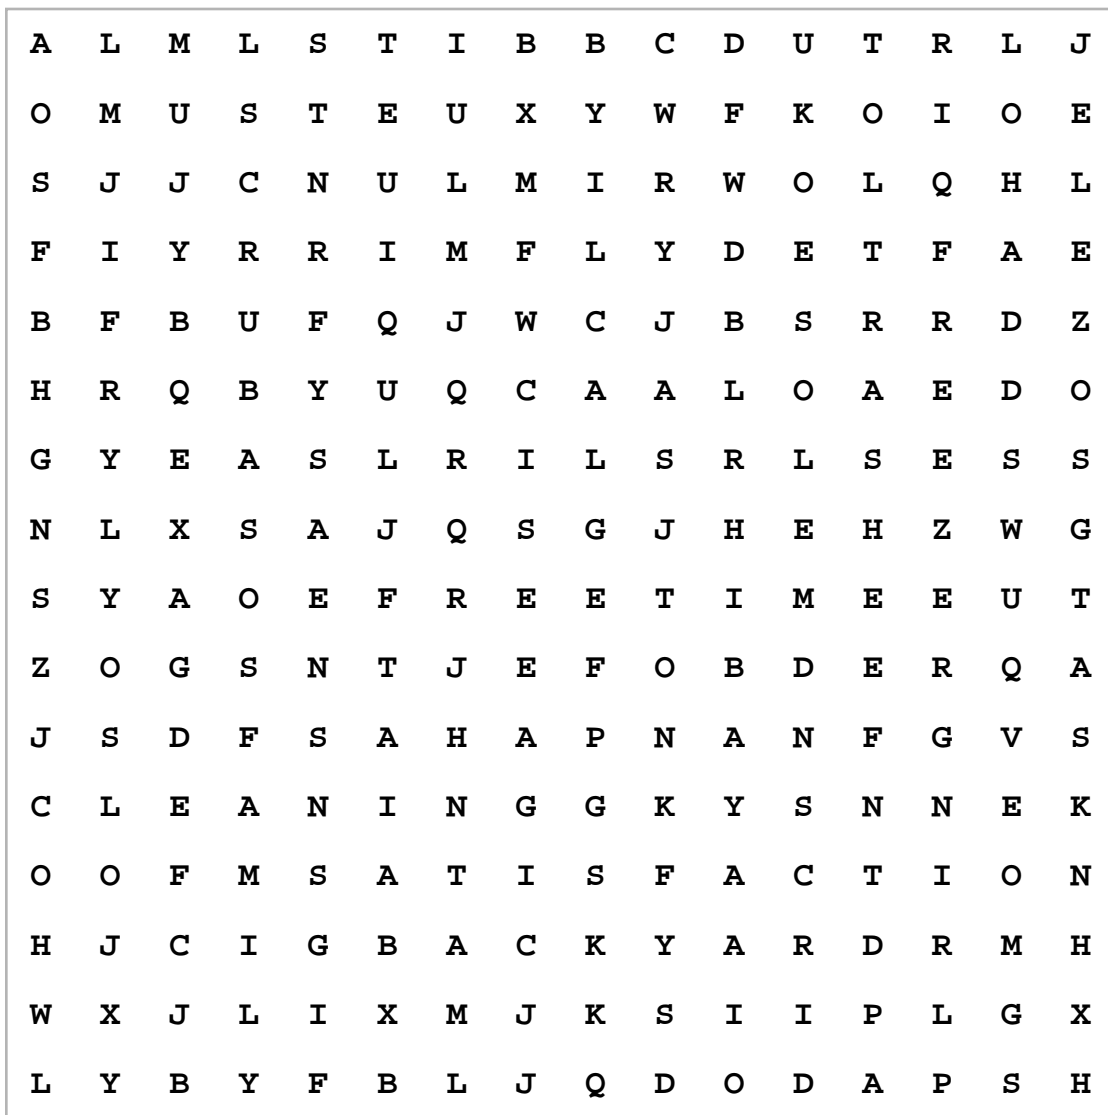 A L M L S T I B B C D U T R L J
O M U S T E U X Y W F K O I O E
S J J C N U L M I R W O L Q H L
F I Y R R I M F L Y D E T F A E
B F B U F Q J W C J B S R R D Z
H R Q B Y U Q C A A L O A E D O
G Y E A S L R I L S R L S E S S
N L X S A J Q S G J H E H Z W G
S Y A O E F R E E T I M E E U T
Z O G S N T J E F O B D E R Q A
J S D F S A H A P N A N F G V S
C L E A N I N G G K Y S N N E K
O O F M S A T I S F A C T I O N
H J C I G B A C K Y A R D R M H
W X J L I X M J K S I I P L G X
L Y B Y F B L J Q D O D A P S H